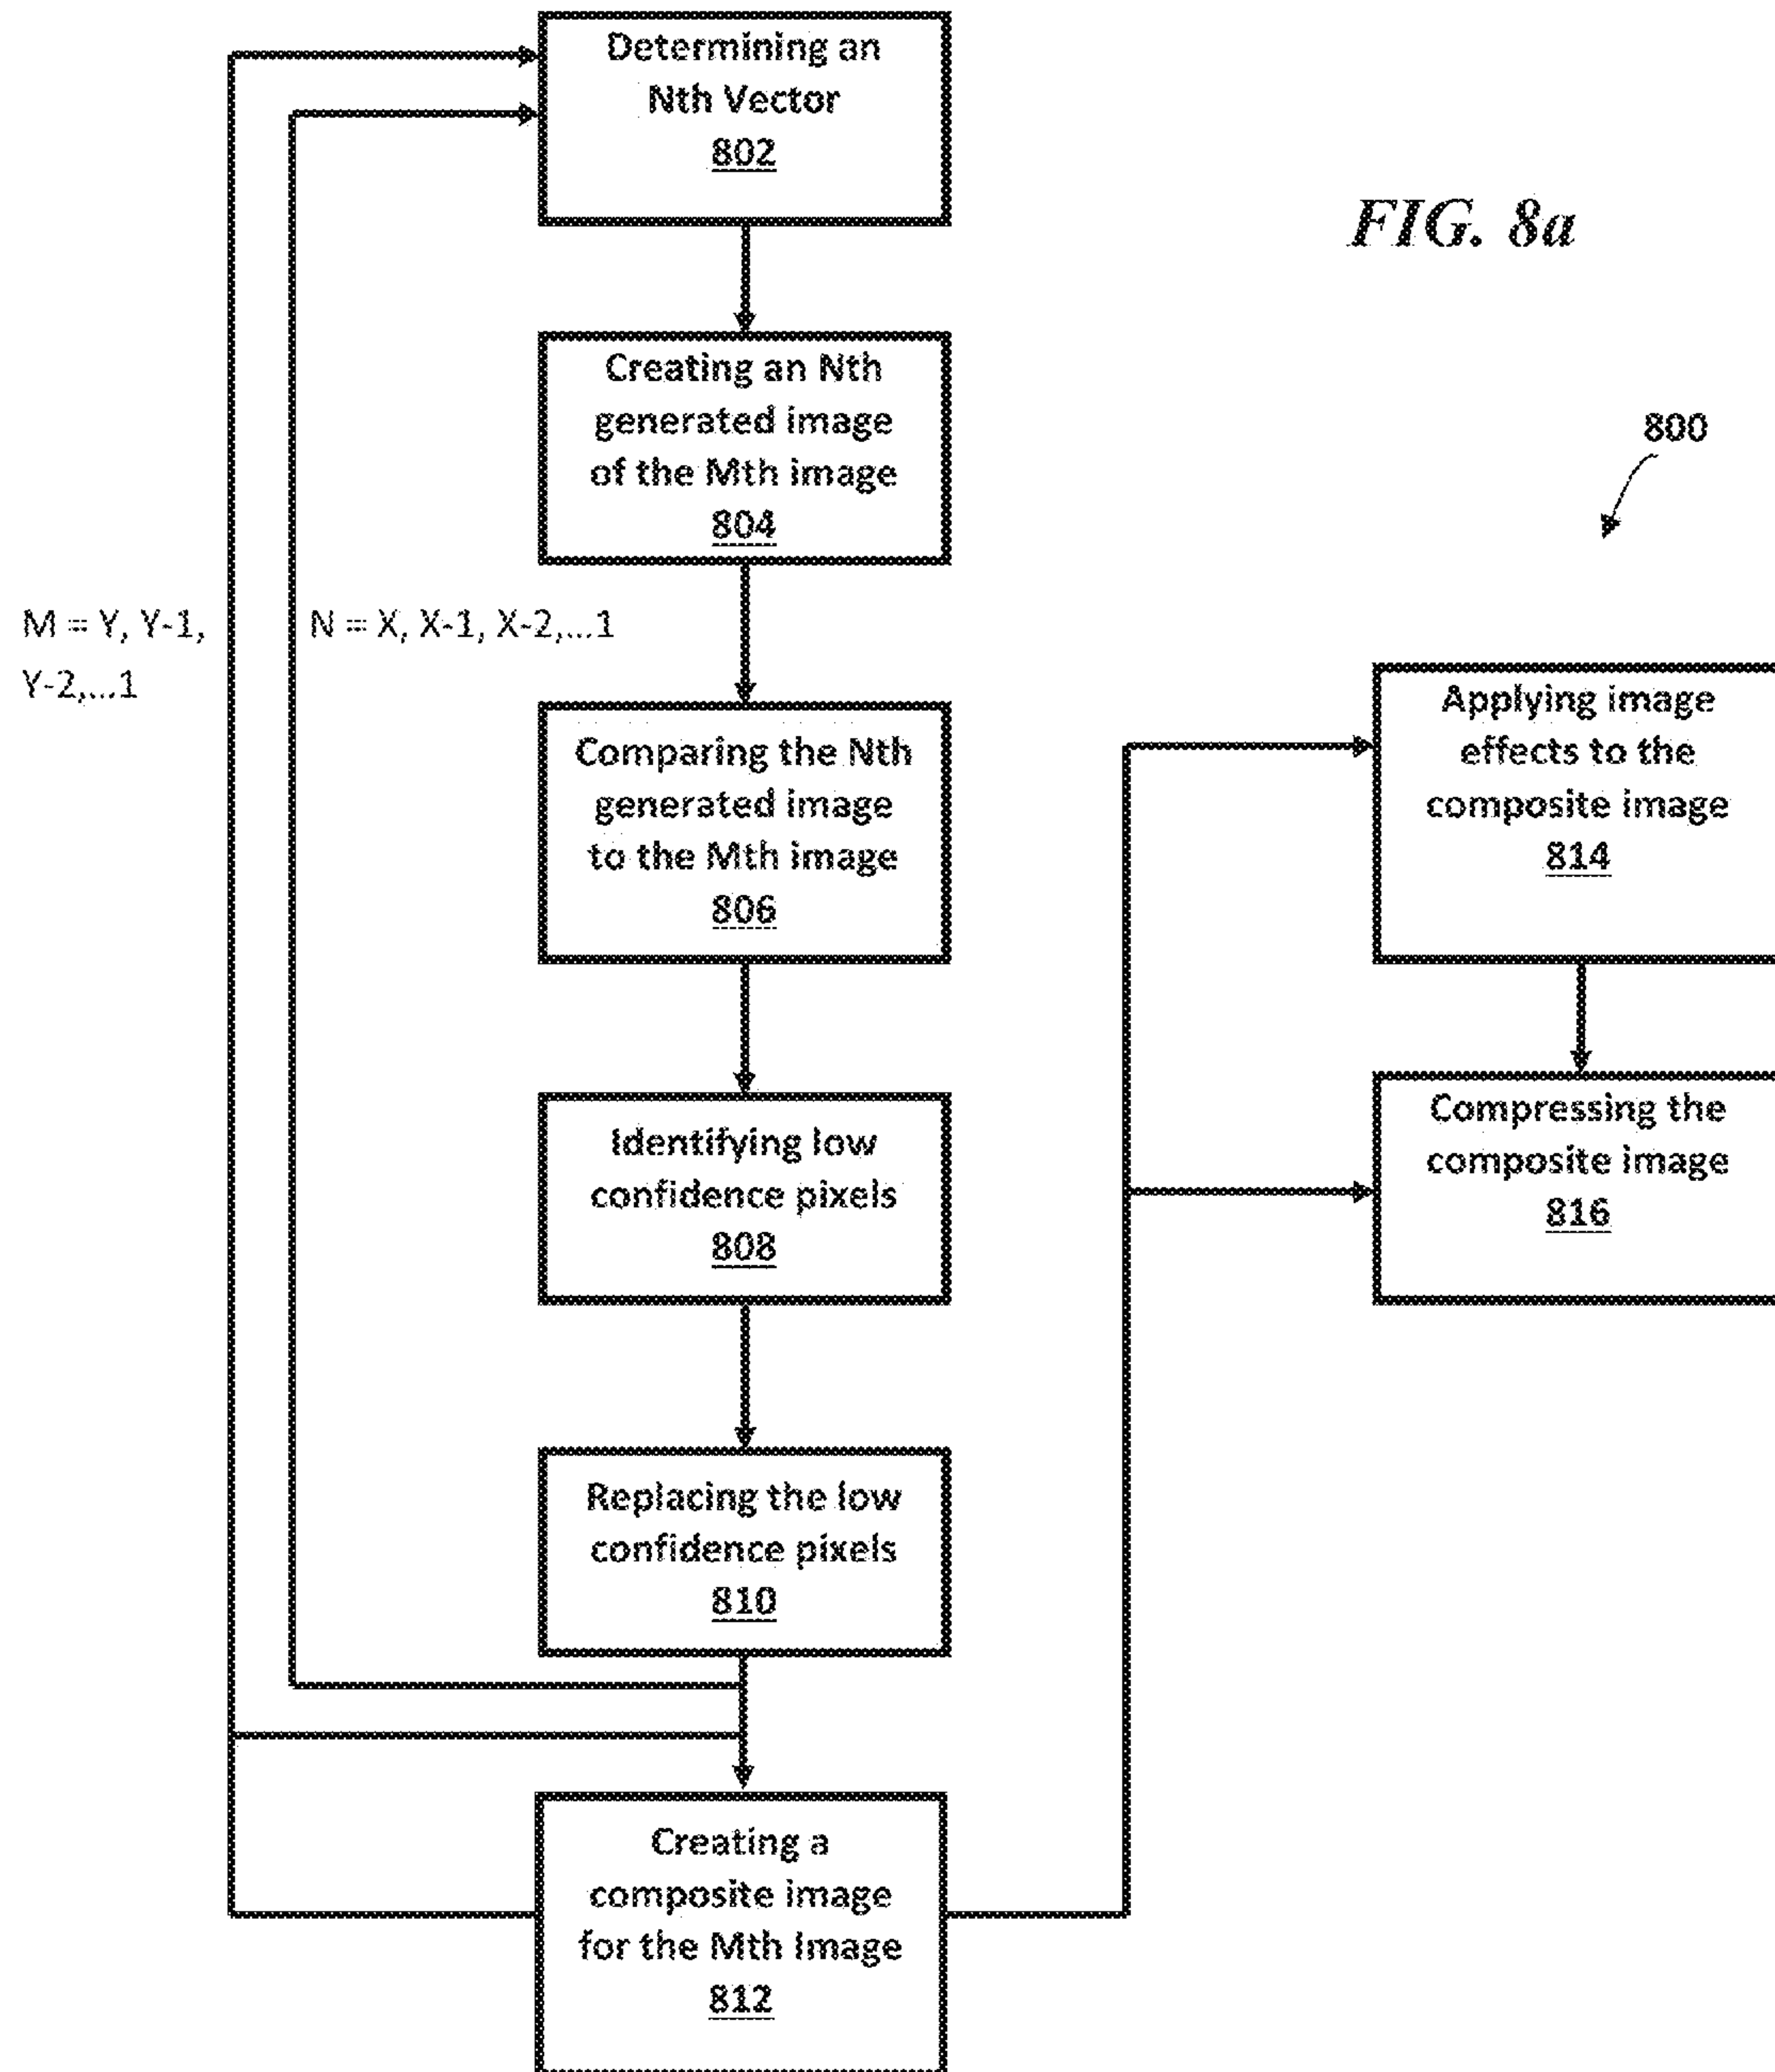 Determining an
Nth Vector
802
FIG. 8a
Creating an Nth
generated image
of the Mth image
804
800
M = Y, Y-1,
Y-2,...1
N = X, X-1, X-2,...1
Comparing the Nth
generated image
to the Mth image
806
Applying image
effects to the
composite image
814
Identifying low
confidence pixels
808
Compressing the
composite image
816
Replacing the low
confidence pixels
810
Creating a
composite image
for the Mth Image
812